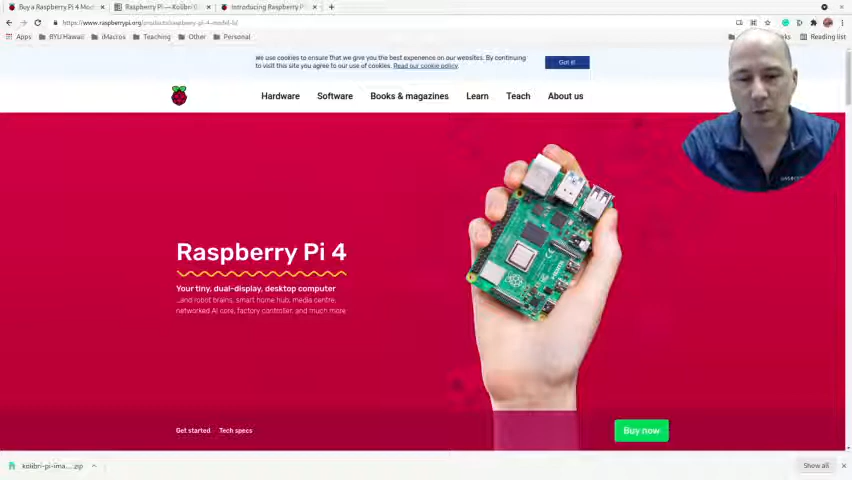 Buy a Raspberry Pi 4 Mod
Raspberry Pi — Kolibri
Introducing Raspberry P
https://www.raspberrypi.org/products/raspberry-pi-4-model-b/
Apps
BYU Hawaii
iMacros
Teaching
Other
Personal
Reading list
We use cookies to ensure that we give you the best experience on our websites. By continuing
to visit this site you agree to our use of cookies. Read our cookie policy.
Got it!
Hardware
Software
Books & magazines
Learn
Teach
About us
Raspberry Pi 4
Your tiny, dual-display, desktop computer
...and robot brains, smart home hub, media centre,
networked AI core, factory controller, and much more
Get started
Tech specs
Buy now
kolibri-pi-ima....zip
Show all